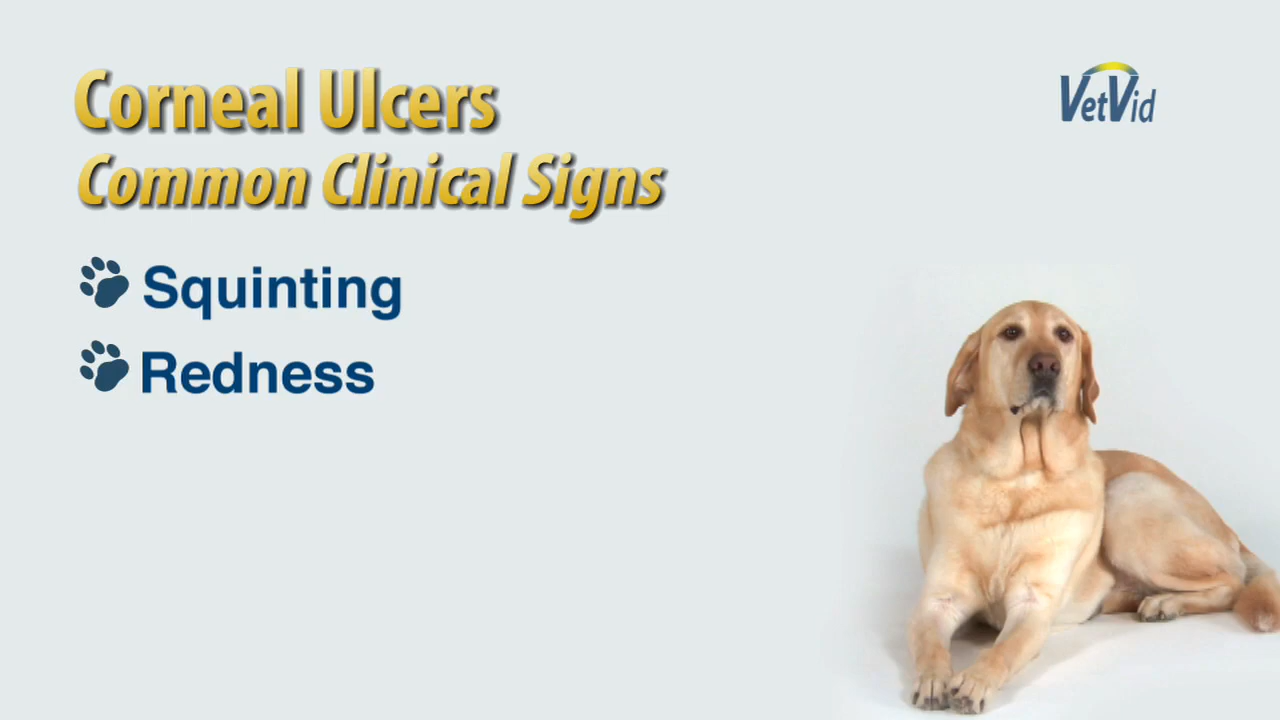 Corneal Ulcers
VetVid
Common Clinical Signs
Squinting
Redness